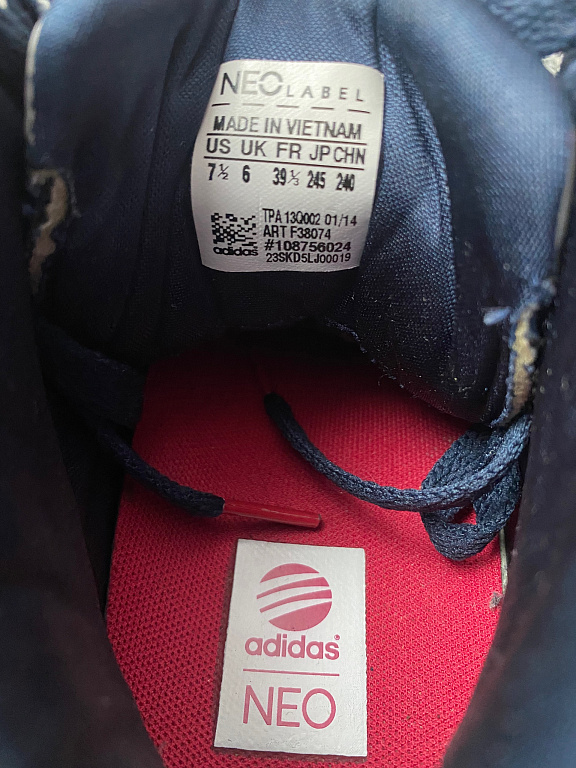 NEO LABEL
MADE IN VIETNAM
US UK FR JP CHN
7½ 6 39⅓ 245 240
TPA 13Q002 01/14
ART F38074
#108756024
adidas 23SKD5LJ00019
adidas®
NEO